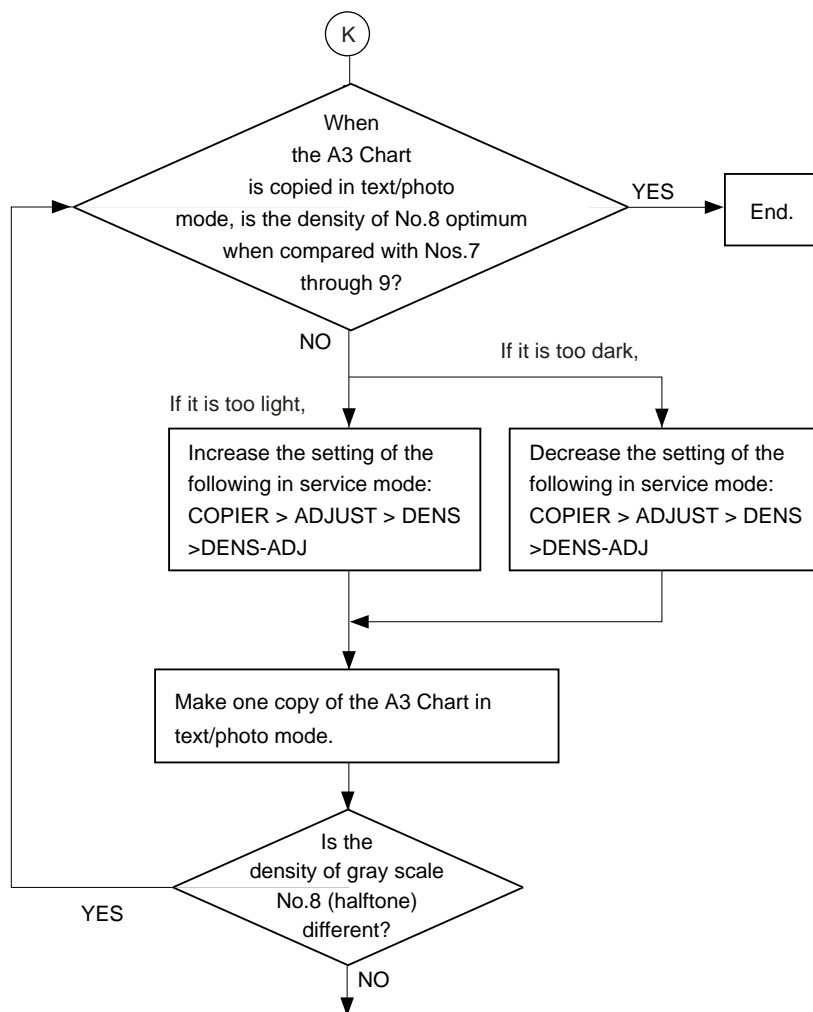 K
When
the A3 Chart
is copied in text/photo
mode, is the density of No.8 optimum
when compared with Nos.7
through 9?
YES
End.
NO
If it is too dark,
If it is too light,
Increase the setting of the
following in service mode:
COPIER > ADJUST > DENS
>DENS-ADJ
Decrease the setting of the
following in service mode:
COPIER > ADJUST > DENS
>DENS-ADJ
Make one copy of the A3 Chart in
text/photo mode.
Is the
density of gray scale
No.8 (halftone)
different?
YES
NO